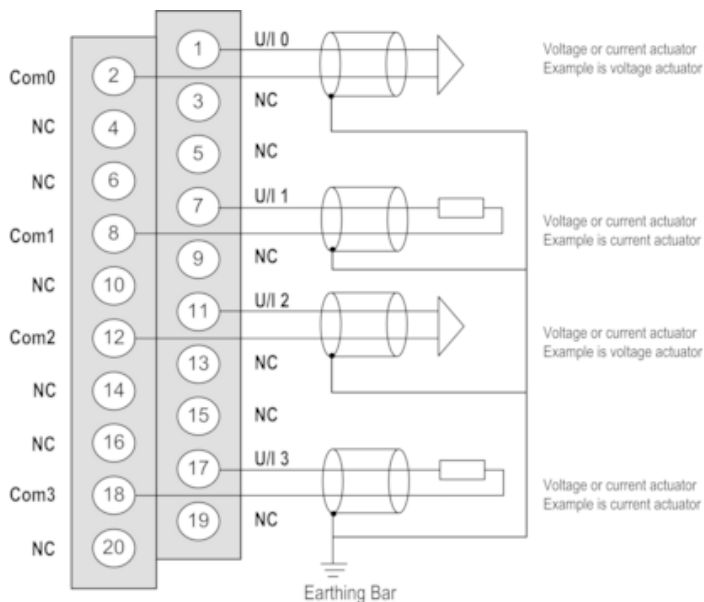 1 U/I 0
Voltage or current actuator
Example is voltage actuator
Com0 2
3 NC
NC 4
5 NC
NC 6
7 U/I 1
Voltage or current actuator
Example is current actuator
Com1 8
9 NC
NC 10
11 U/I 2
Voltage or current actuator
Example is voltage actuator
Com2 12
13 NC
NC 14
15 NC
NC 16
17 U/I 3
Voltage or current actuator
Example is current actuator
Com3 18
19 NC
NC 20
Earthing Bar